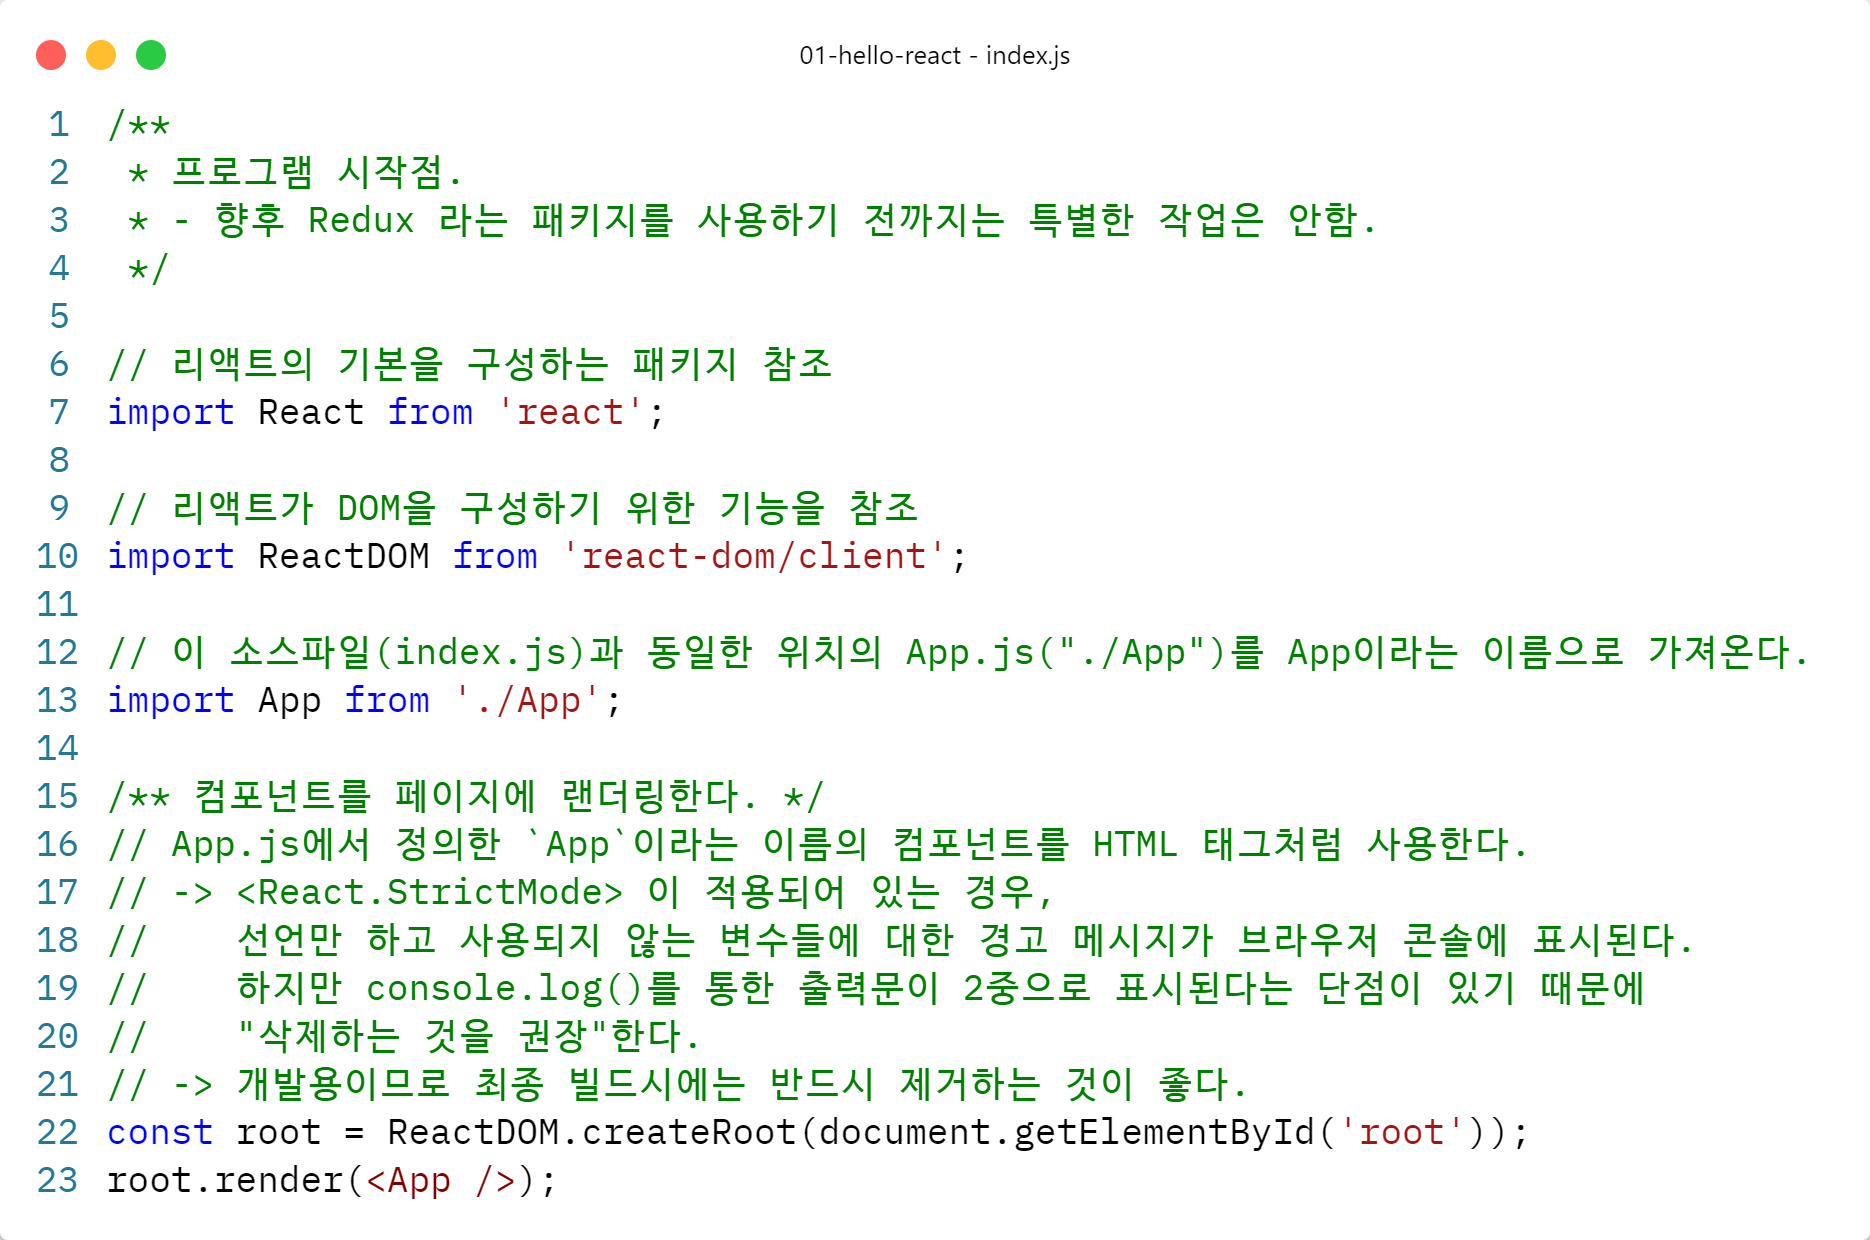 01-hello-react - index.js
1 /**
2  * 프로그램 시작점.
3  * - 향후 Redux 라는 패키지를 사용하기 전까지는 특별한 작업은 안함.
4  */
5
6 // 리액트의 기본을 구성하는 패키지 참조
7 import React from 'react';
8
9 // 리액트가 DOM을 구성하기 위한 기능을 참조
10 import ReactDOM from 'react-dom/client';
11
12 // 이 소스파일(index.js)과 동일한 위치의 App.js("./App")를 App이라는 이름으로 가져온다.
13 import App from './App';
14
15 /** 컴포넌트를 페이지에 랜더링한다. */
16 // App.js에서 정의한 `App`이라는 이름의 컴포넌트를 HTML 태그처럼 사용한다.
17 // -> <React.StrictMode> 이 적용되어 있는 경우,
18 //    선언만 하고 사용되지 않는 변수들에 대한 경고 메시지가 브라우저 콘솔에 표시된다.
19 //    하지만 console.log()를 통한 출력문이 2중으로 표시된다는 단점이 있기 때문에
20 //    "삭제하는 것을 권장"한다.
21 // -> 개발용이므로 최종 빌드시에는 반드시 제거하는 것이 좋다.
22 const root = ReactDOM.createRoot(document.getElementById('root'));
23 root.render(<App />);